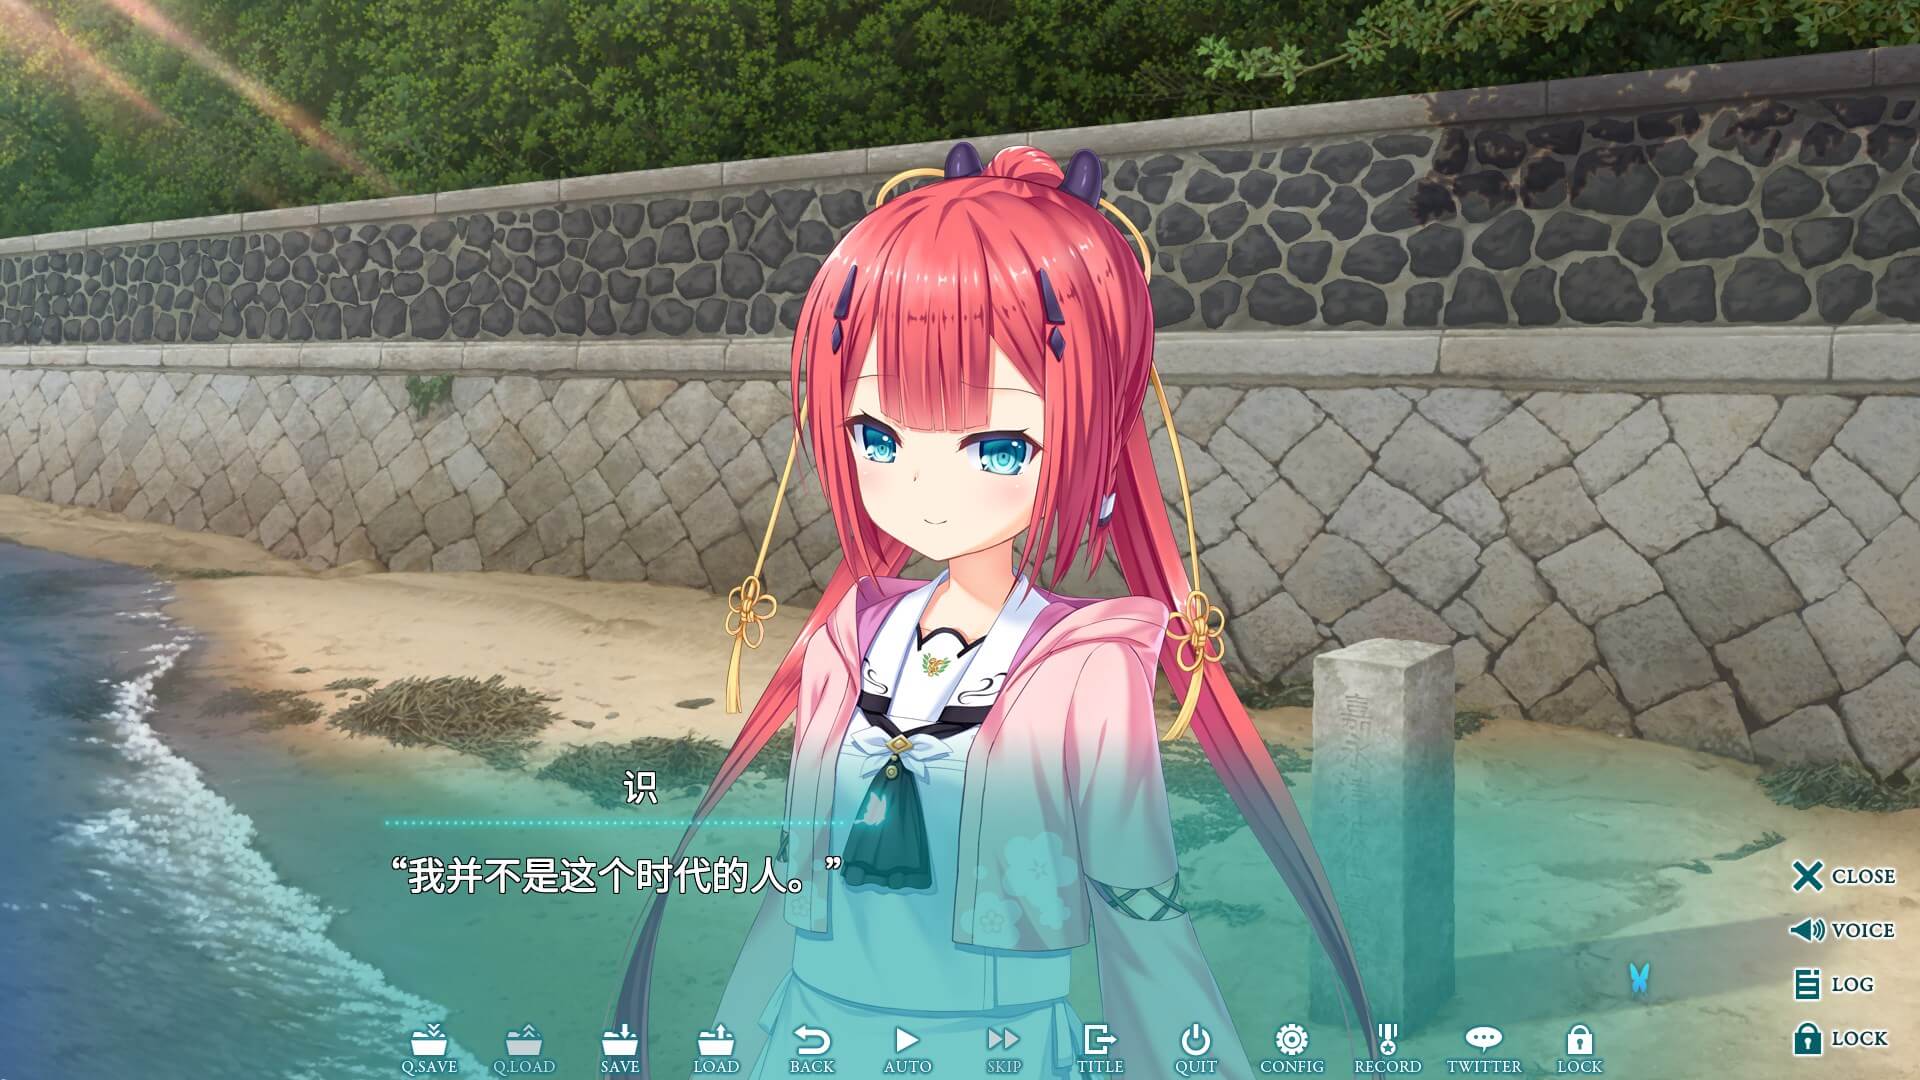 识
“我并不是这个时代的人。”
CLOSE
VOICE
LOG
LOCK
Q.SAVE
Q.LOAD
SAVE
LOAD
BACK
AUTO
SKIP
TITLE
QUIT
CONFIG
RECORD
TWITTER
LOCK